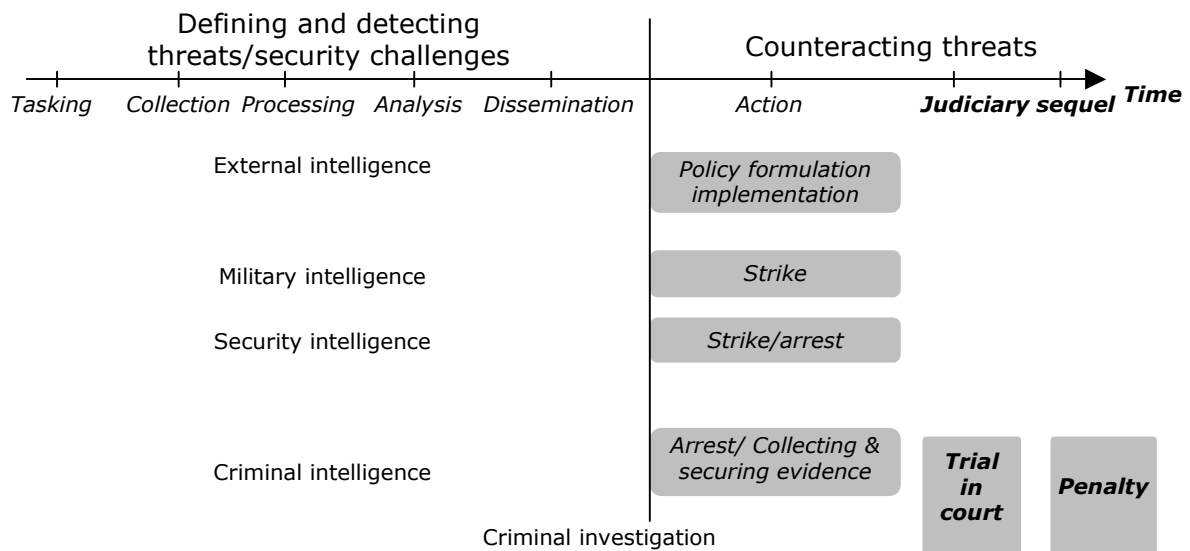 Defining and detecting
threats/security challenges
Counteracting threats
Tasking Collection Processing Analysis Dissemination Action Judiciary sequel Time
External intelligence
Policy formulation
implementation
Military intelligence
Strike
Security intelligence
Strike/arrest
Criminal intelligence
Arrest/ Collecting &
securing evidence
Trial
in
court
Penalty
Criminal investigation